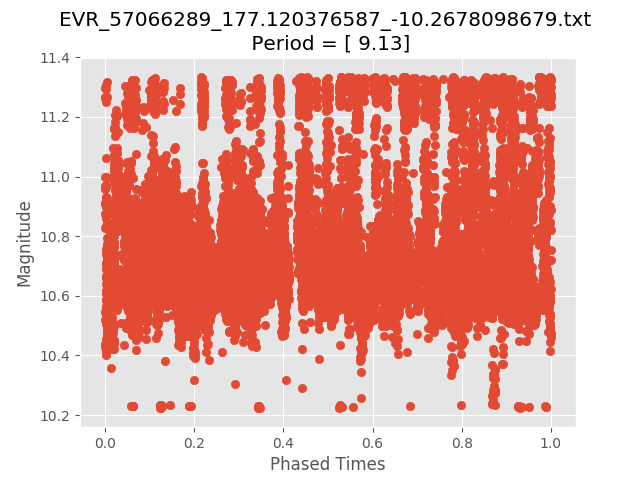 EVR_57066289_177.120376587_-10.2678098679.txt
Period = [ 9.13]
11.4
11.2
11.0
10.8
10.6
10.4
10.2
Magnitude
0.0 0.2 0.4 0.6 0.8 1.0
Phased Times